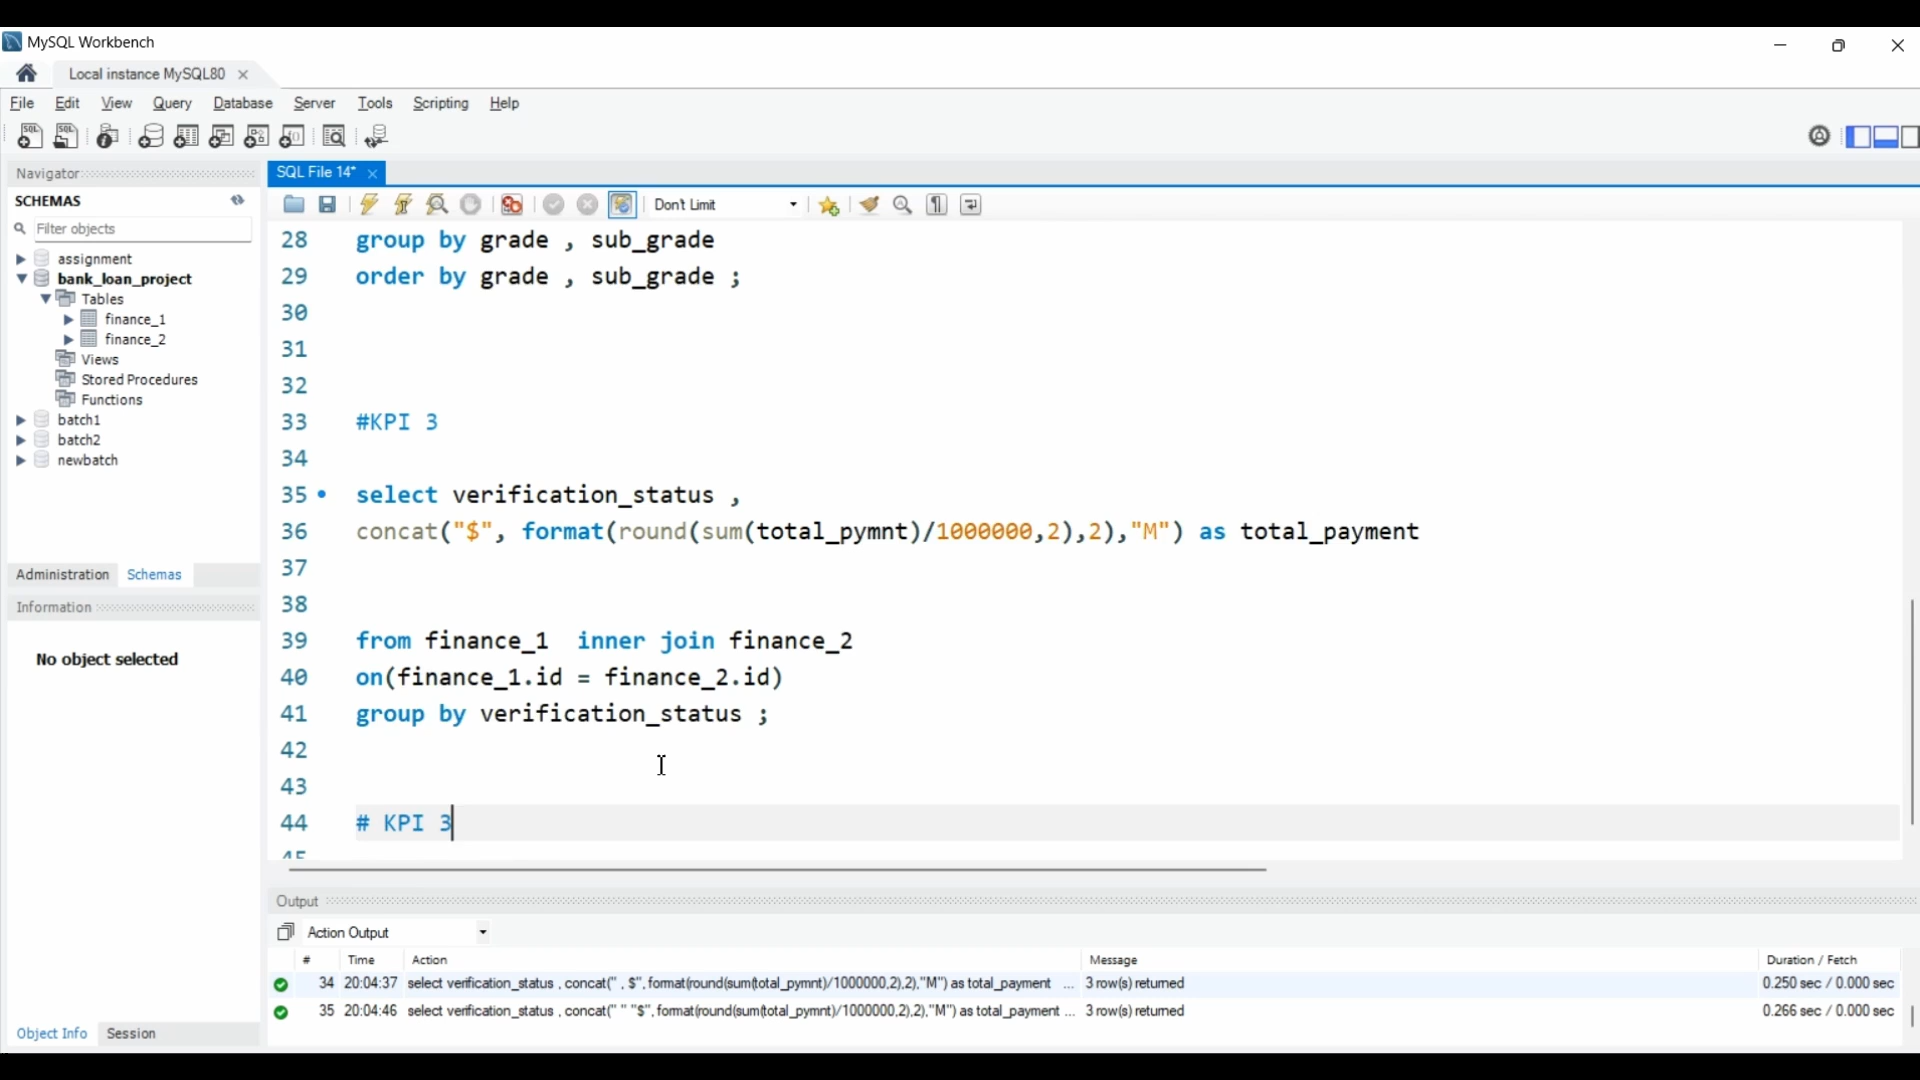 MySQL Workbench
Local instance MySQL80
File Edit View Query Database Server Tools Scripting Help
Navigator
SCHEMAS
Filter objects
assignment
bank_loan_project
Tables
finance_1
finance_2
Views
Stored Procedures
Functions
batch1
batch2
newbatch
Administration Schemas
Information
No object selected
Object Info Session
SQL File 14*
Don't Limit
28 group by grade , sub_grade
29 order by grade , sub_grade ;
30
31
32
33 #KPI 3
34
35 select verification_status ,
36 concat("$", format(round(sum(total_pymnt)/1000000,2),2),"M") as total_payment
37
38
39 from finance_1  inner join finance_2
40 on(finance_1.id = finance_2.id)
41 group by verification_status ;
42
43
44 # KPI 3
45
Output
Action Output
# Time Action Message Duration / Fetch
34 20:04:37 select verification_status , concat(" , $", format(round(sum(total_pymnt)/1000000,2),2),"M") as total_payment ... 3 row(s) returned 0.250 sec / 0.000 sec
35 20:04:46 select verification_status , concat(" " "$", format(round(sum(total_pymnt)/1000000,2),2),"M") as total_payment ... 3 row(s) returned 0.266 sec / 0.000 sec